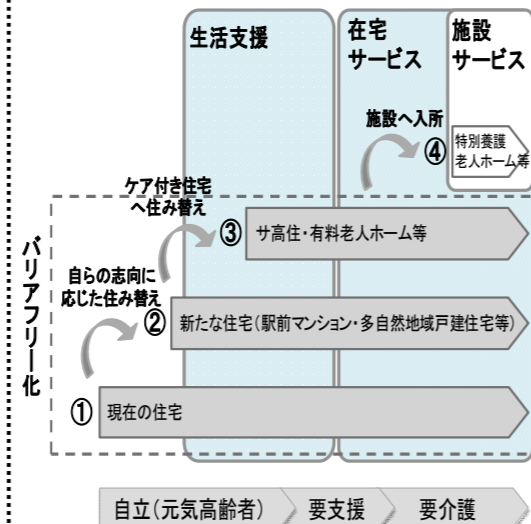 生活支援
在宅
サービス
施設
サービス
施設へ入所
④
特別養護
老人ホーム等
ケア付き住宅
へ住み替え
③
サ高住・有料老人ホーム等
バリアフリー化
自らの志向に
応じた住み替え
②
新たな住宅(駅前マンション・多自然地域戸建住宅等)
①
現在の住宅
自立(元気高齢者)
要支援
要介護